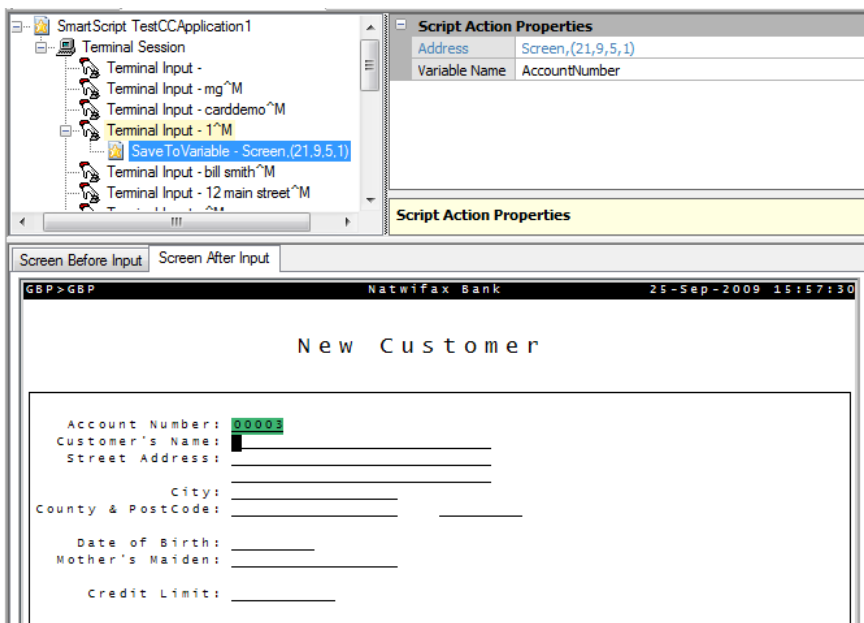 SmartScript TestCCApplication1
Terminal Session
Terminal Input -
Terminal Input - mg^M
Terminal Input - carddemo^M
Terminal Input - 1^M
SaveToVariable - Screen,(21,9,5,1)
Terminal Input - bill smith^M
Terminal Input - 12 main street^M
Script Action Properties
Address Screen,(21,9,5,1)
Variable Name AccountNumber
Script Action Properties
Screen Before Input Screen After Input
GBP>GBP Natwifax Bank 25-Sep-2009 15:57:30
New Customer
Account Number: 00003
Customer's Name:
Street Address:
City:
County & PostCode:
Date of Birth:
Mother's Maiden:
Credit Limit: